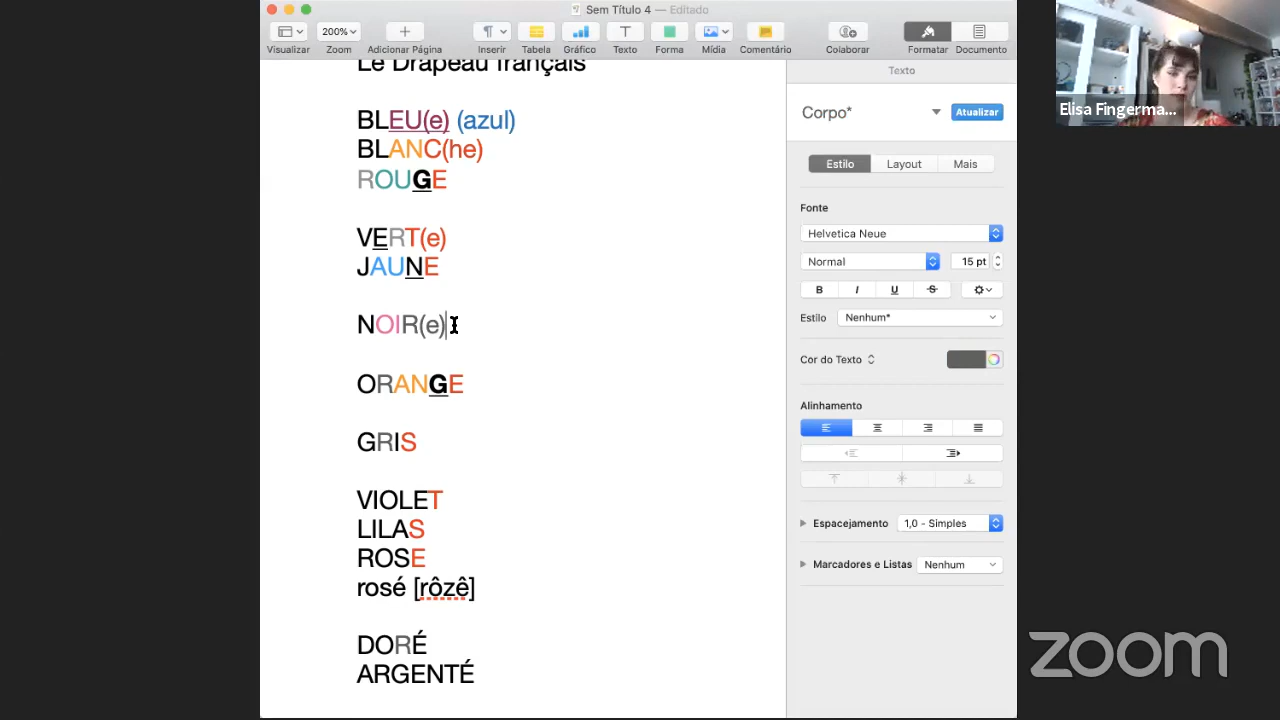 Sem Título 4 — Editado
Visualizar
200%
Zoom
Adicionar Página
Inserir
Tabela
Gráfico
Texto
Forma
Mídia
Comentário
Colaborar
Formatar
Documento
Le Drapeau français
BLEU(e) (azul)
BLANC(he)
ROUGE
VERT(e)
JAUNE
NOIR(e)
ORANGE
GRIS
VIOLET
LILAS
ROSE
rosé [rôzê]
DORÉ
ARGENTÉ
Texto
Corpo*
Atualizar
Estilo Layout Mais
Fonte
Helvetica Neue
Normal 15 pt
B I U S
Estilo Nenhum*
Cor do Texto
Alinhamento
Espaçejamento 1,0 - Simples
Marcadores e Listas Nenhum
Elisa Fingerma...
zoom